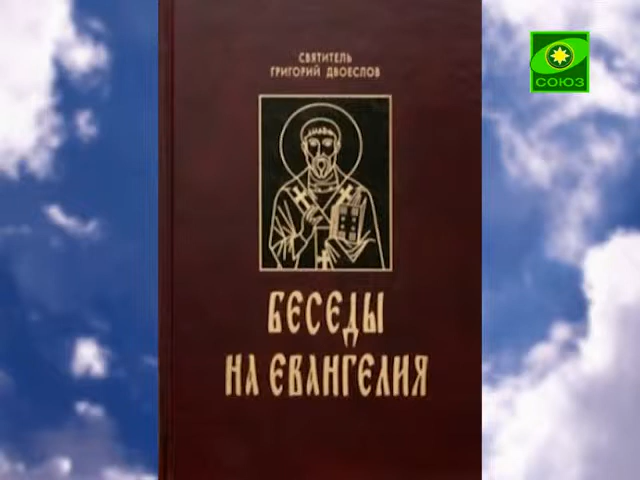 СВЯТИТЕЛЬ
ГРИГОРИЙ ДВОЕСЛОВ
БЕСЕДЫ
НА ЕВАНГЕЛИЯ
СОЮЗ